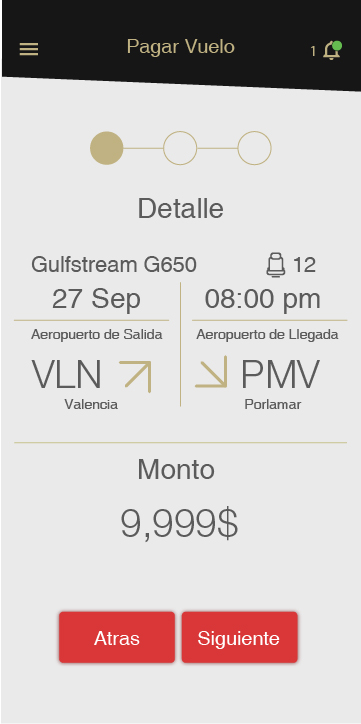 Pagar Vuelo
1
Detalle
Gulfstream G650 12
27 Sep 08:00 pm
Aeropuerto de Salida Aeropuerto de Llegada
VLN PMV
Valencia Porlamar
Monto
9,999$
Atras Siguiente